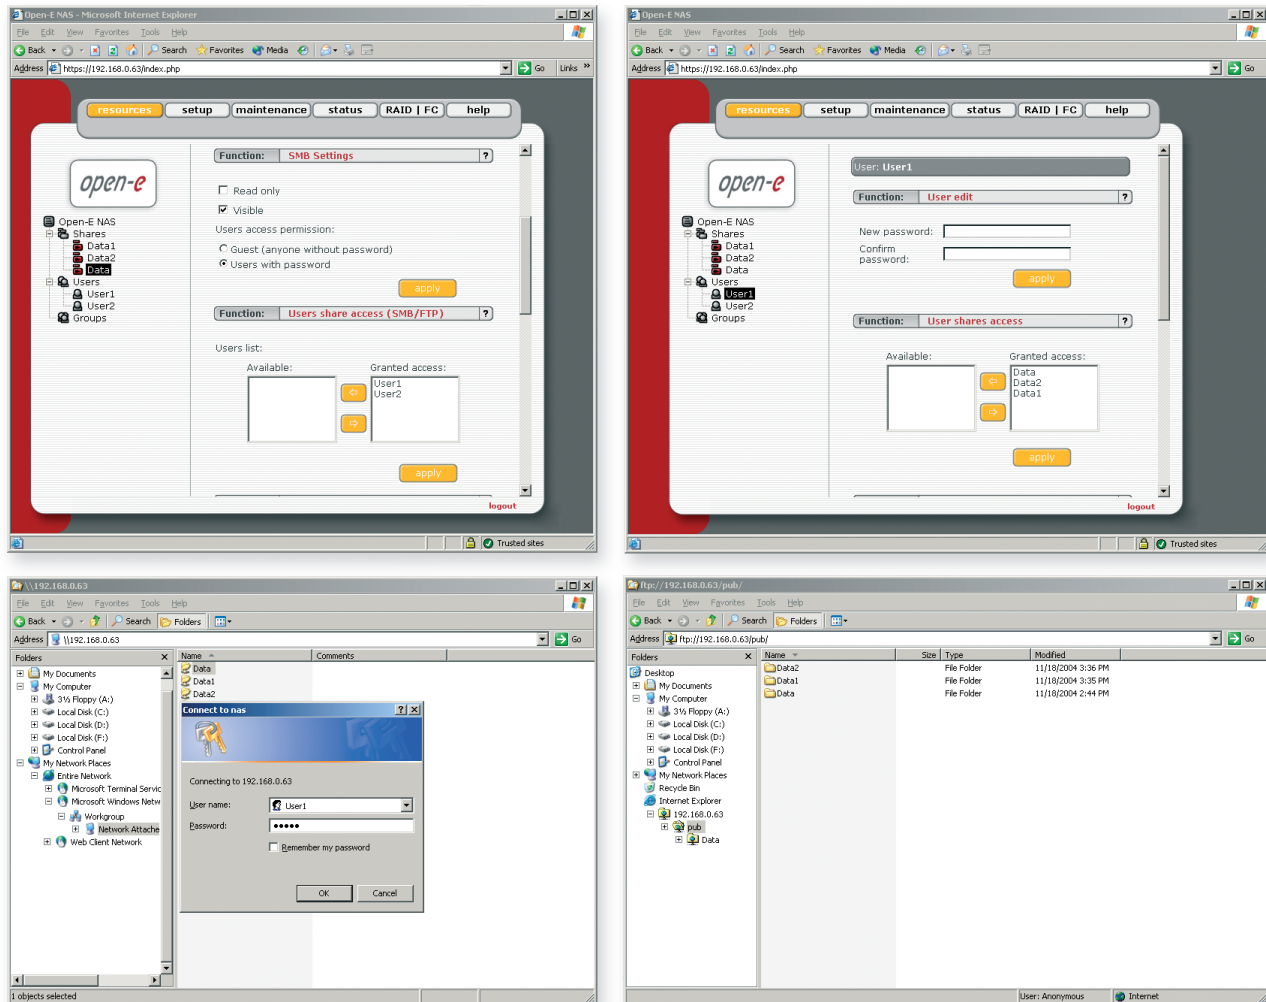 Open-E NAS - Microsoft Internet Explorer
File Edit View Favorites Tools Help
Back Search Favorites Media
Address https://192.168.0.63/index.php Go Links »
resources setup maintenance status RAID | FC help
open-e
Open-E NAS
Shares
Data1
Data2
Data
Users
User1
User2
Groups
Function: SMB Settings ?
Read only
Visible
Users access permission:
Guest (anyone without password)
Users with password
apply
Function: Users share access (SMB/FTP) ?
Users list:
Available: Granted access:
User1
User2
apply
logout
Trusted sites
Open-E NAS
File Edit View Favorites Tools Help
Back Search Favorites Media
Address https://192.168.0.63/index.php Go
resources setup maintenance status RAID | FC help
open-e
Open-E NAS
Shares
Data1
Data2
Data
Users
User1
User2
Groups
User: User1
Function: User edit ?
New password:
Confirm
password:
apply
Function: User shares access ?
Available: Granted access:
Data
Data2
Data1
apply
logout
Trusted sites
\\192.168.0.63
File Edit View Favorites Tools Help
Back Search Folders
Address \\192.168.0.63 Go
Folders
My Documents
My Computer
3½ Floppy (A:)
Local Disk (C:)
Local Disk (D:)
Local Disk (F:)
Control Panel
My Network Places
Entire Network
Microsoft Terminal Servic
Microsoft Windows Netw
Workgroup
Network Attache
Web Client Network
Name Comments
Data
Data1
Data2
Connect to nas ?
Connecting to 192.168.0.63
User name: User1
Password: •••••
Remember my password
OK Cancel
1 objects selected
ftp://192.168.0.63/pub/
File Edit View Favorites Tools Help
Back Search Folders
Address ftp://192.168.0.63/pub/ Go
Folders
Desktop
My Documents
My Computer
3½ Floppy (A:)
Local Disk (C:)
Local Disk (D:)
Local Disk (F:)
Control Panel
My Network Places
Recycle Bin
Internet Explorer
192.168.0.63
pub
Data
Name Size Type Modified
Data2 File Folder 11/18/2004 3:36 PM
Data1 File Folder 11/18/2004 3:35 PM
Data File Folder 11/18/2004 2:44 PM
User: Anonymous Internet